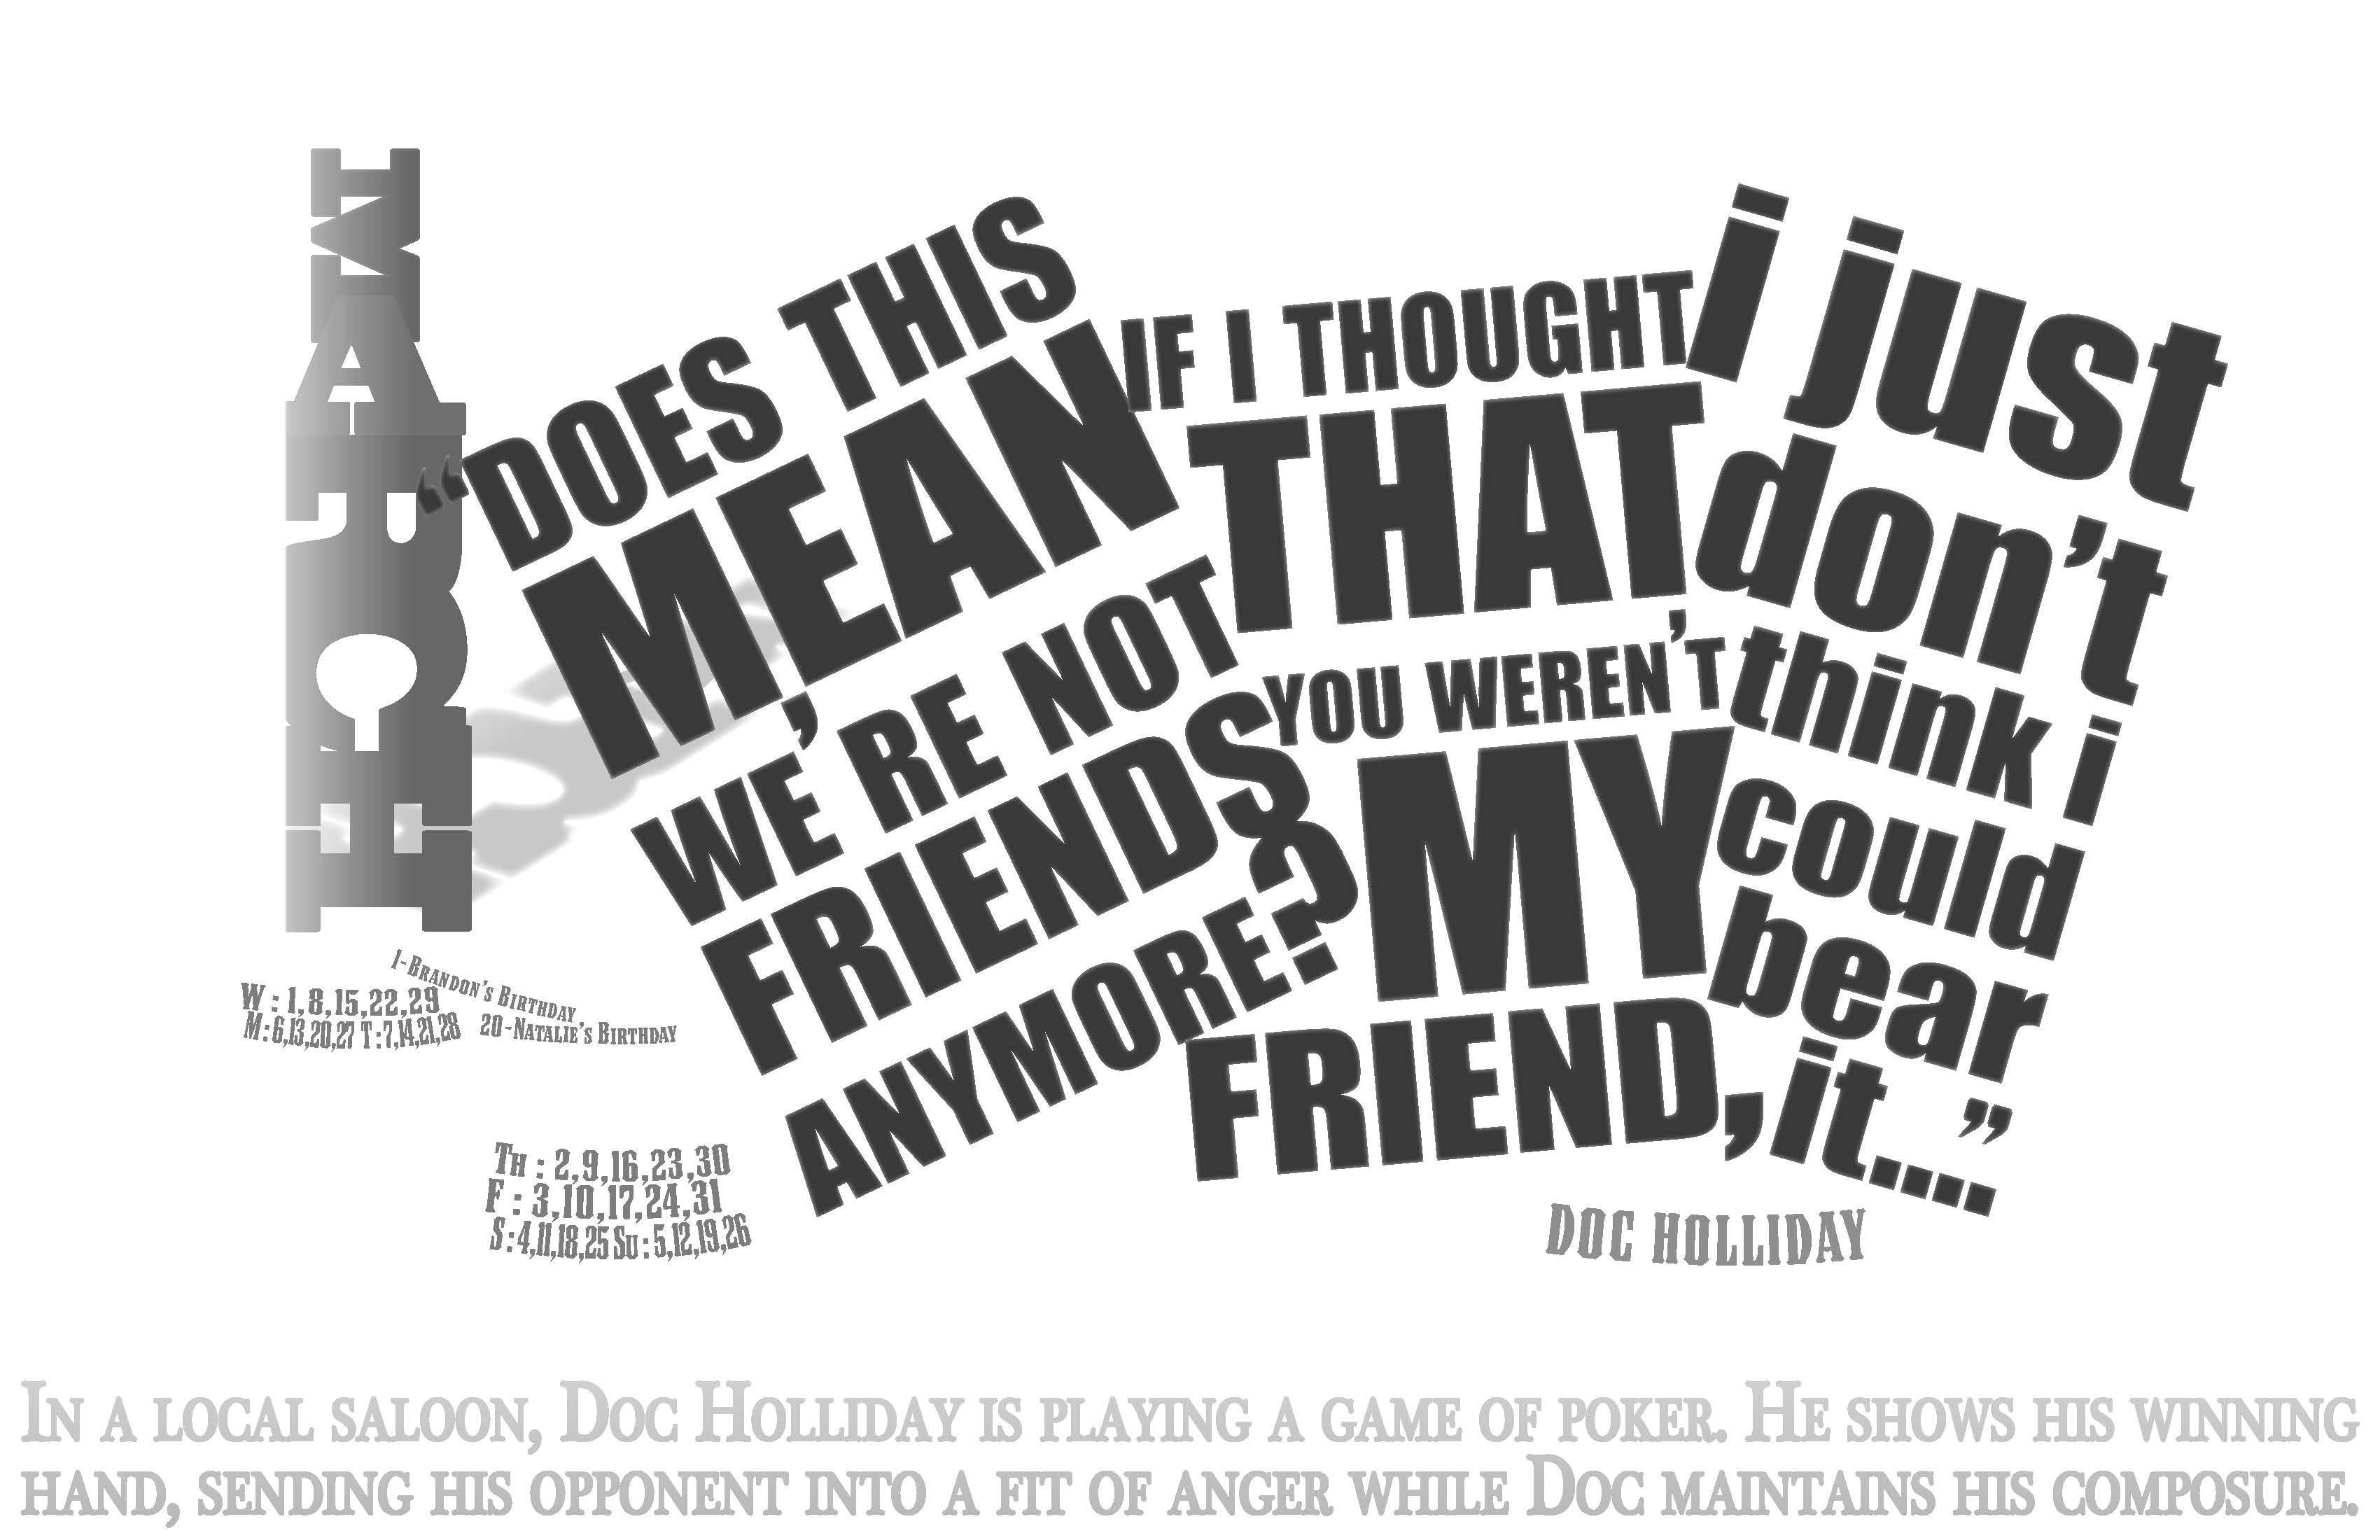 MARCH
“DOES THIS
MEAN,
WE'RE NOT
FRIENDS
ANYMORE?
IF I THOUGHT
THAT,
YOU WEREN'T
MY
FRIEND,
i just
don't
think i
could
bear
it.....”
DOC HOLLIDAY
1-BRANDON'S BIRTHDAY
W : 1,8,15,22,29
M : 6,13,20,27 T : 7,14,21,28
20-NATALIE'S BIRTHDAY
TH : 2,9,16,23,30
F : 3,10,17,24,31
S : 4,11,18,25 SU : 5,12,19,26
IN A LOCAL SALOON, DOC HOLLIDAY IS PLAYING A GAME OF POKER. HE SHOWS HIS WINNING
HAND, SENDING HIS OPPONENT INTO A FIT OF ANGER WHILE DOC MAINTAINS HIS COMPOSURE.